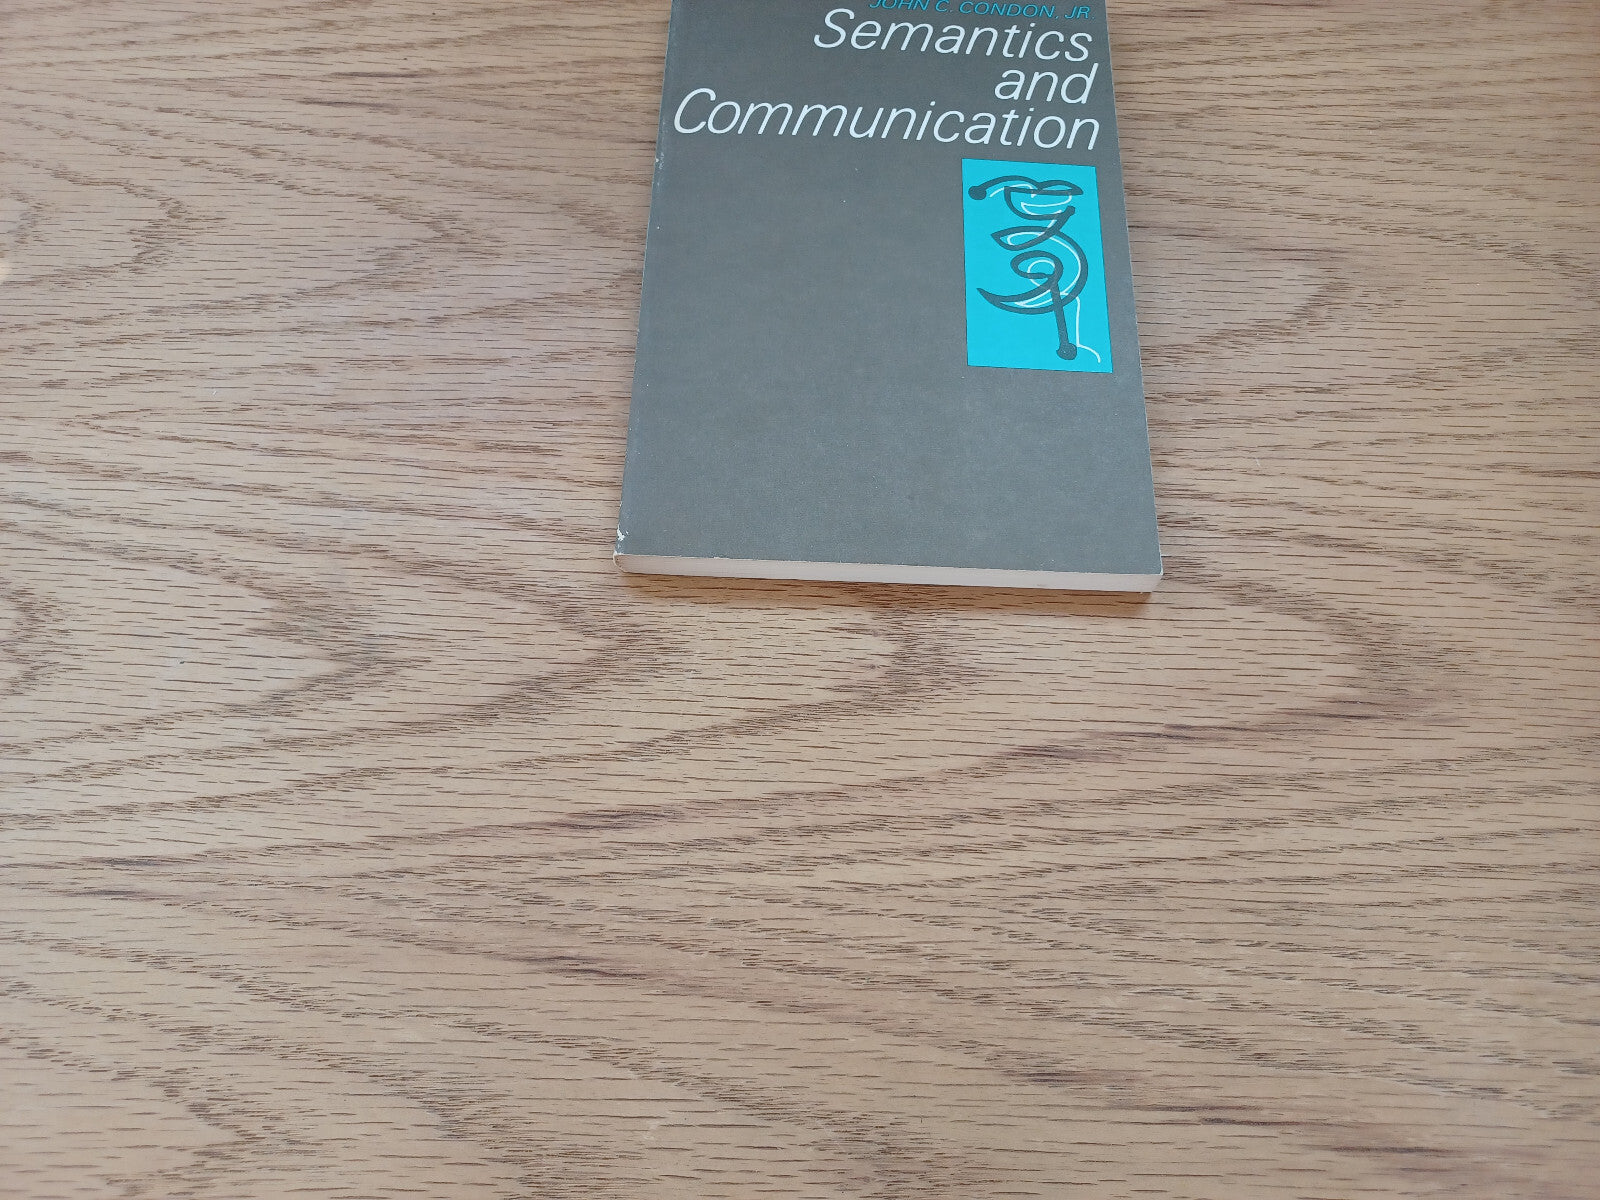 JOHN C. CONDON, JR.
Semantics
and
Communication